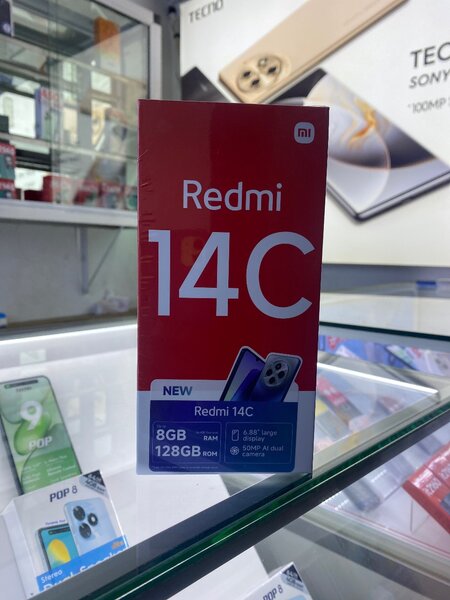 TECNO
TEC
SONY
100MP
mi
Redmi
14C
NEW
Redmi 14C
8GB RAM
128GB ROM
6.88" large
display
50MP AI dual
camera
9
POP
POP 8
Stereo
POP 8